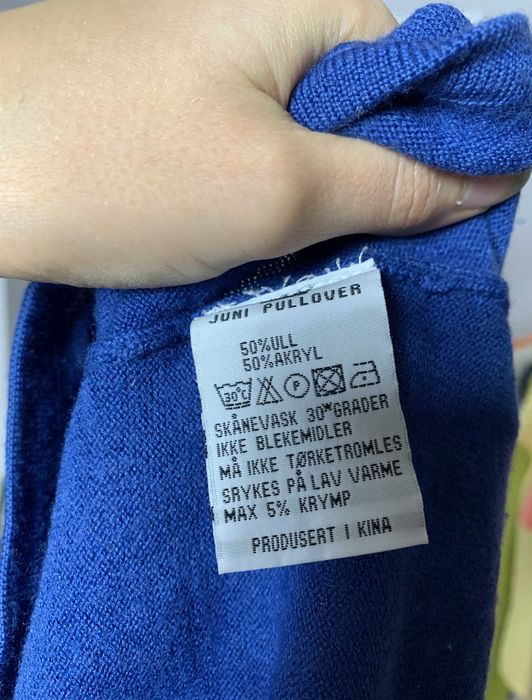 JUNI PULLOVER
50%ULL
50%AKRYL
30°C P
SKÅNEVASK 30° GRADER
IKKE BLEKEMIDLER
MÅ IKKE TØRKETROMLES
SRYKES PÅ LAV VARME
MAX 5% KRYMP
PRODUSERT I KINA